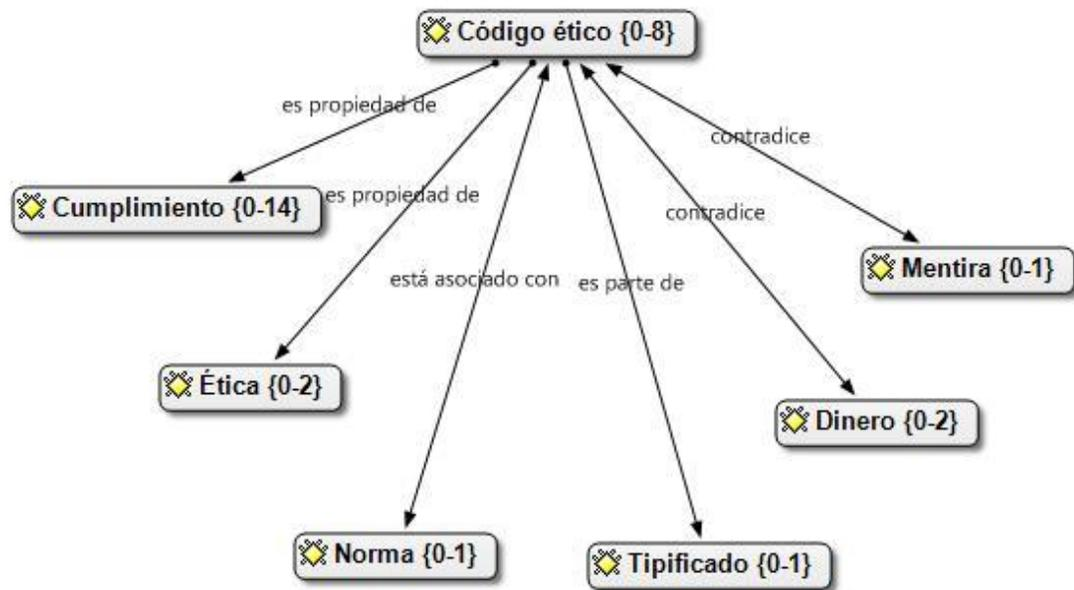 Código ético {0-8}
es propiedad de
contradice
Cumplimiento {0-14}
es propiedad de
contradice
Mentira {0-1}
está asociado con
es parte de
Ética {0-2}
Dinero {0-2}
Norma {0-1}
Tipificado {0-1}